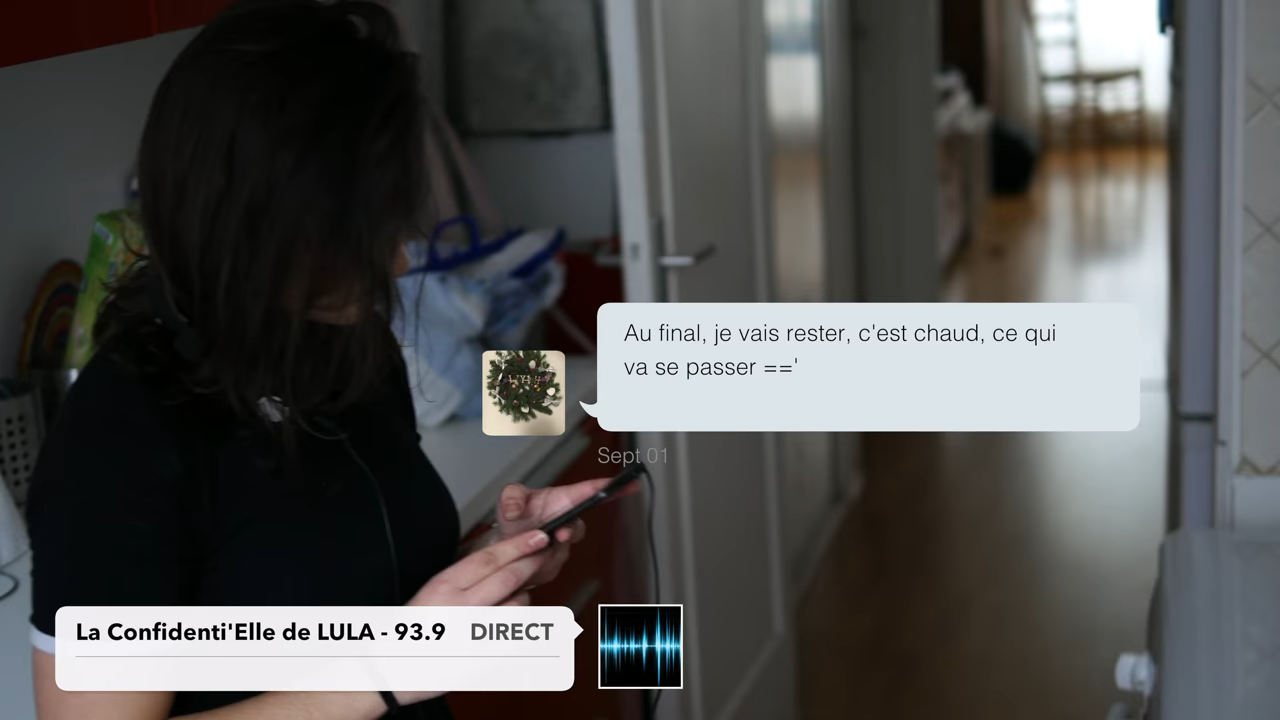 Au final, je vais rester, c'est chaud, ce qui
va se passer =='
Sept 01
La Confidenti'Elle de LULA - 93.9 DIRECT